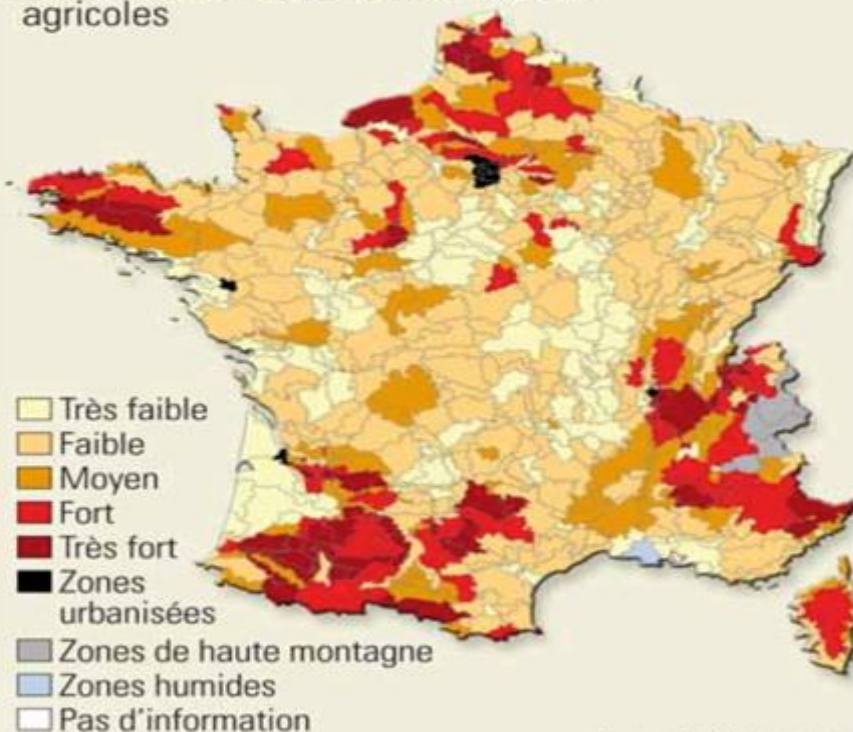 agricoles
Très faible
Faible
Moyen
Fort
Très fort
Zones
urbanisées
Zones de haute montagne
Zones humides
Pas d'information